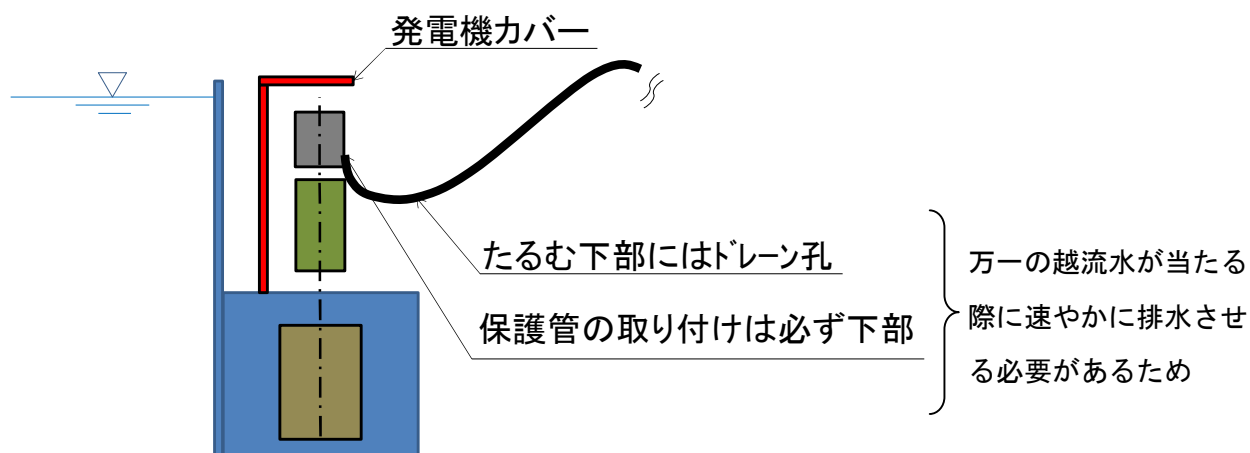 発電機カバー
たるむ下部にはﾄﾞﾚｰﾝ孔
保護管の取り付けは必ず下部
万一の越流水が当たる
際に速やかに排水させ
る必要があるため